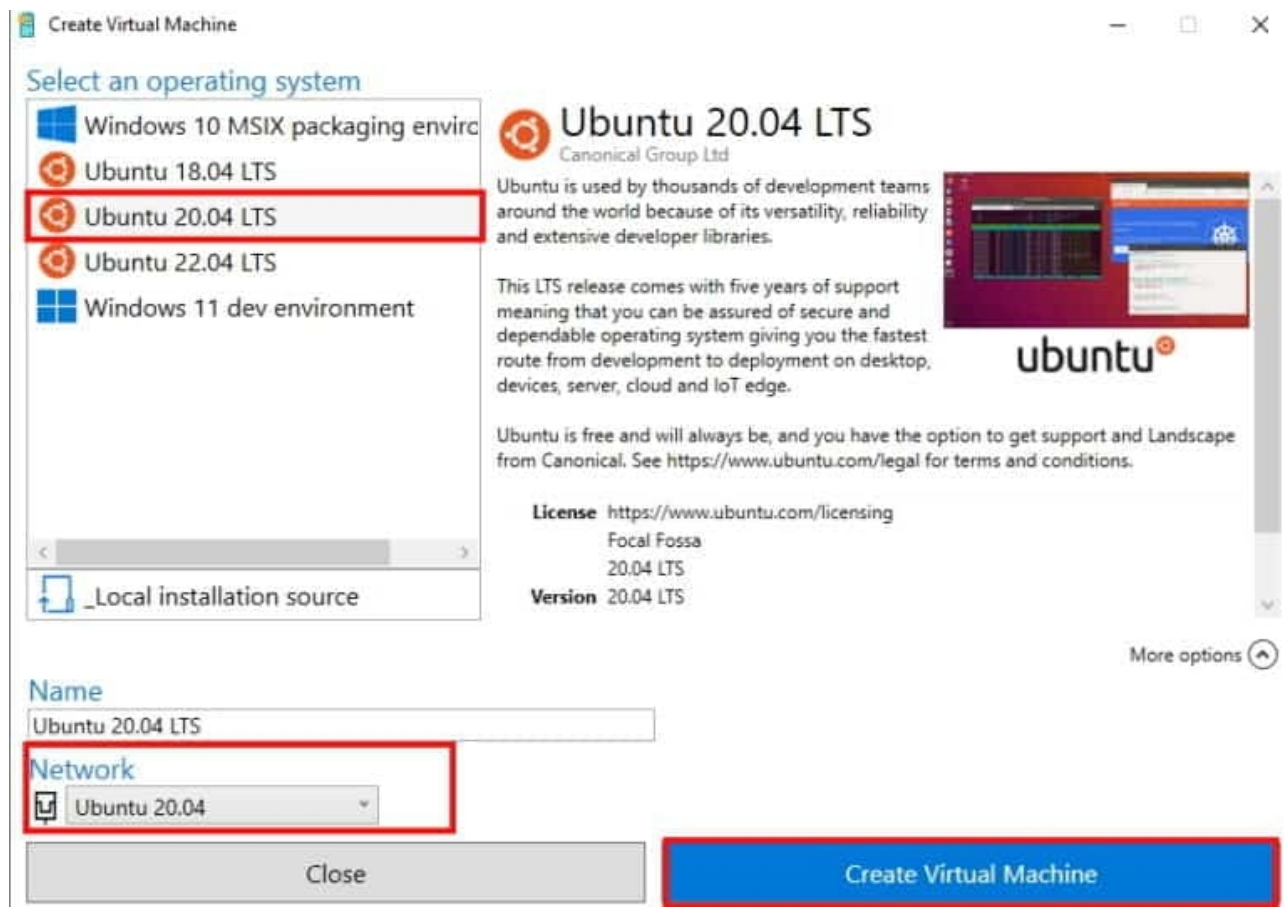 Create Virtual Machine
Select an operating system
Windows 10 MSIX packaging envirc
Ubuntu 18.04 LTS
Ubuntu 20.04 LTS
Ubuntu 22.04 LTS
Windows 11 dev environment
_Local installation source
Ubuntu 20.04 LTS
Canonical Group Ltd
Ubuntu is used by thousands of development teams
around the world because of its versatility, reliability
and extensive developer libraries.
This LTS release comes with five years of support
meaning that you can be assured of secure and
dependable operating system giving you the fastest
route from development to deployment on desktop,
devices, server, cloud and IoT edge.
ubuntu
Ubuntu is free and will always be, and you have the option to get support and Landscape
from Canonical. See https://www.ubuntu.com/legal for terms and conditions.
License https://www.ubuntu.com/licensing
Focal Fossa
20.04 LTS
Version 20.04 LTS
More options
Name
Ubuntu 20.04 LTS
Network
Ubuntu 20.04
Close
Create Virtual Machine